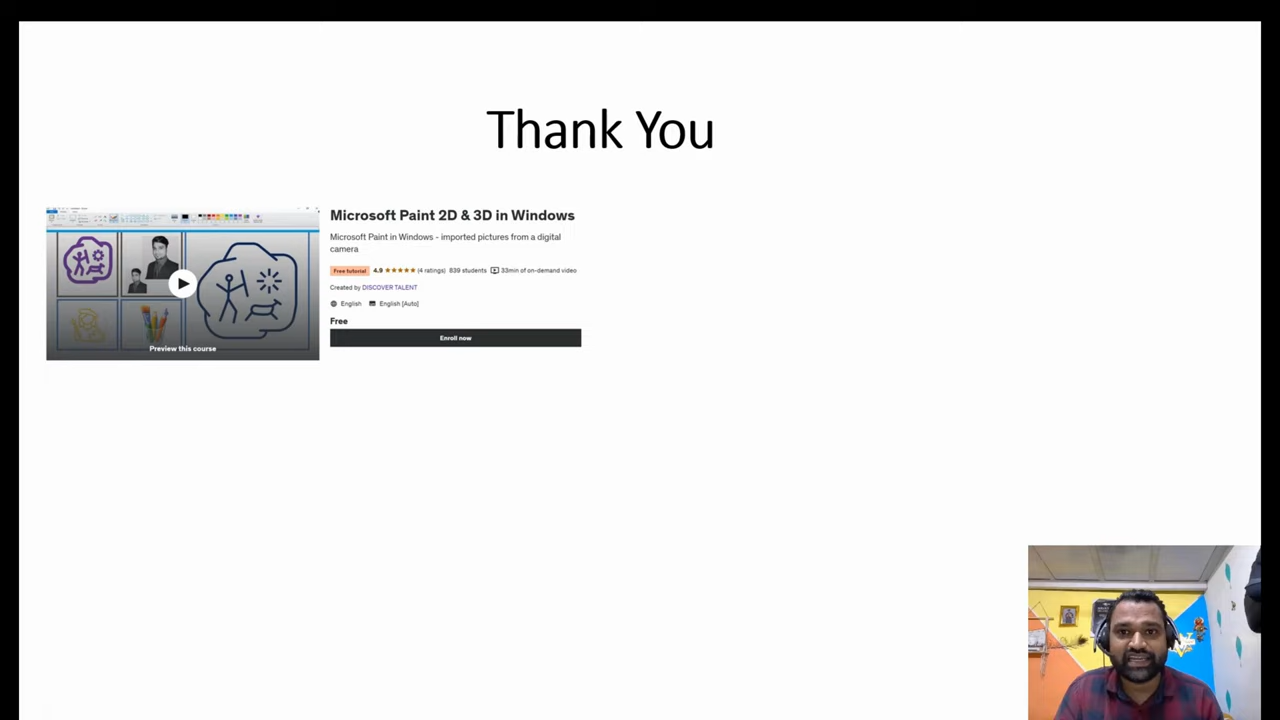 Thank You
Microsoft Paint 2D & 3D in Windows
Microsoft Paint in Windows - imported pictures from a digital
camera
Free tutorial 4.9 (4 ratings) 839 students 33min of on-demand video
Created by DISCOVER TALENT
English English [Auto]
Free
Enroll now
Preview this course